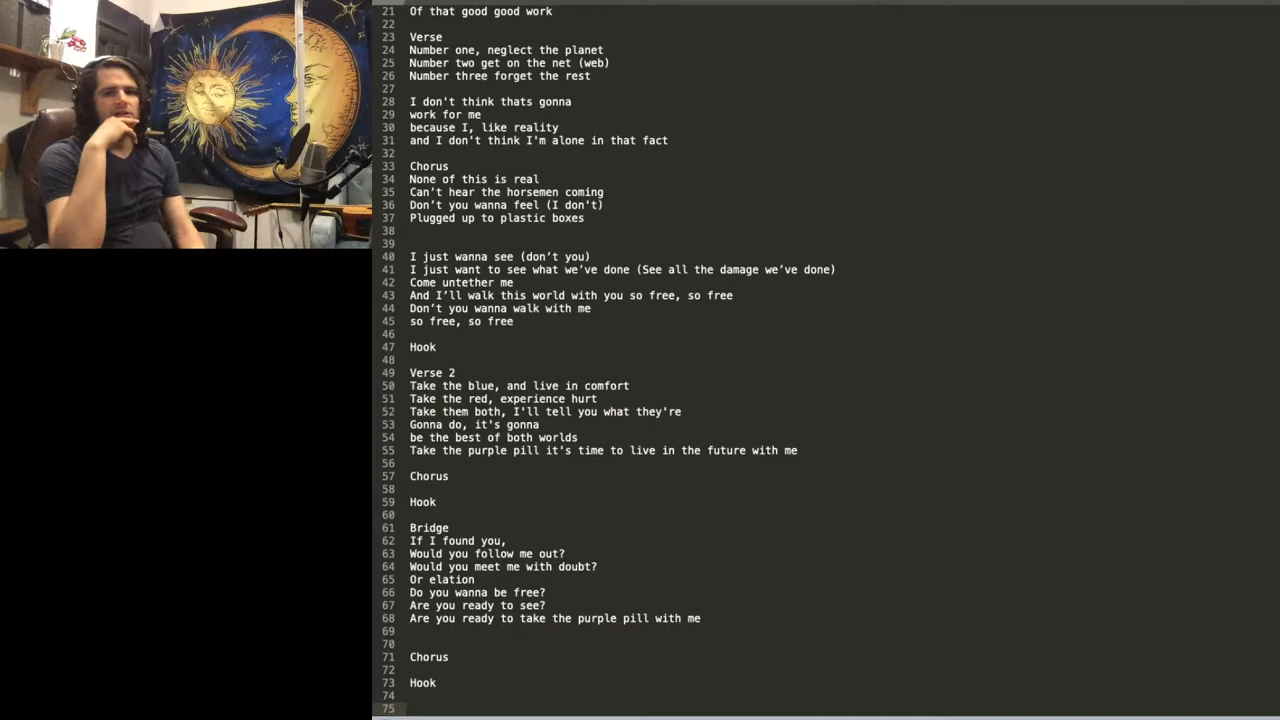 21 Of that good good work
22
23 Verse
24 Number one, neglect the planet
25 Number two get on the net (web)
26 Number three forget the rest
27
28 I don't think thats gonna
29 work for me
30 because I, like reality
31 and I don't think I'm alone in that fact
32
33 Chorus
34 None of this is real
35 Can’t hear the horsemen coming
36 Don’t you wanna feel (I don't)
37 Plugged up to plastic boxes
38
39
40 I just wanna see (don’t you)
41 I just want to see what we’ve done (See all the damage we’ve done)
42 Come untether me
43 And I’ll walk this world with you so free, so free
44 Don’t you wanna walk with me
45 so free, so free
46
47 Hook
48
49 Verse 2
50 Take the blue, and live in comfort
51 Take the red, experience hurt
52 Take them both, I'll tell you what they're
53 Gonna do, it's gonna
54 be the best of both worlds
55 Take the purple pill it's time to live in the future with me
56
57 Chorus
58
59 Hook
60
61 Bridge
62 If I found you,
63 Would you follow me out?
64 Would you meet me with doubt?
65 Or elation
66 Do you wanna be free?
67 Are you ready to see?
68 Are you ready to take the purple pill with me
69
70
71 Chorus
72
73 Hook
74
75